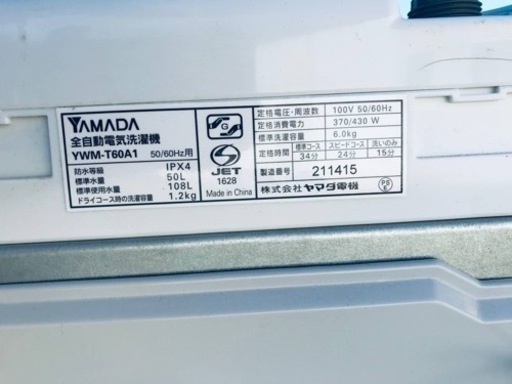 YAMADA
全自動電気洗濯機
YWM-T60A1 50/60Hz用
防水等級 IPX4
標準水量 50L
標準使用水量 108L
ドライコース時の洗濯容量 1.2kg
G
S
JET
1628
Made in China
定格電圧・周波数 100V 50/60Hz
定格消費電力 370/430 W
標準洗濯容量 6.0kg
定格時間 標準コース 34分 スピードコース 24分 洗いのみ 15分
製造番号 211415
株式会社ヤマダ電機
PS
E